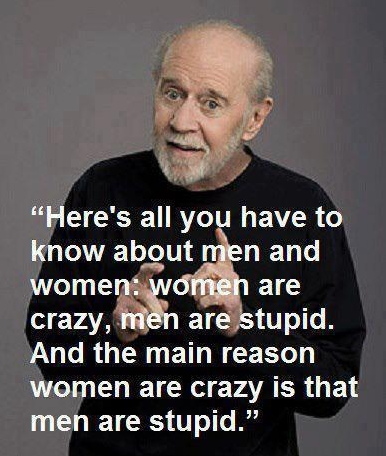 “Here's all you have to
know about men and
women: women are
crazy, men are stupid.
And the main reason
women are crazy is that
men are stupid.”